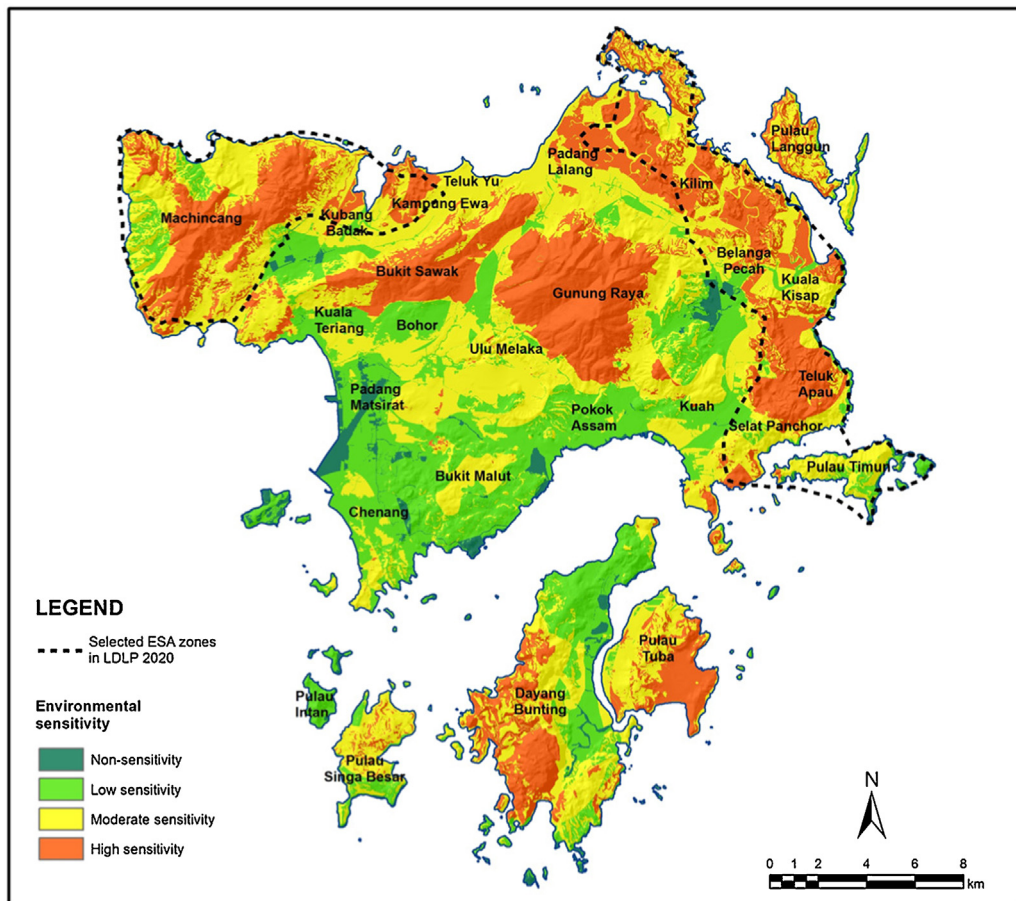 Pulau
Langgun
Padang
Lalang
Kilim
Teluk Yu
Kampung Ewa
Machincang
Kubang
Badak
Belanga
Pecah
Bukit Sawak
Kuala
Kisap
Gunung Raya
Kuala
Teriang
Bohor
Ulu Melaka
Teluk
Apau
Padang
Matsirat
Pokok
Assam
Kuah
Selat Panchor
Bukit Malut
Pulau Timun
Chenang
LEGEND
Selected ESA zones
in LDLP 2020
Pulau
Tuba
Pulau
Intan
Dayang
Bunting
Environmental
sensitivity
Pulau
Singa Besar
Non-sensitivity
Low sensitivity
Moderate sensitivity
High sensitivity
N
0 1 2 4 6 8
km